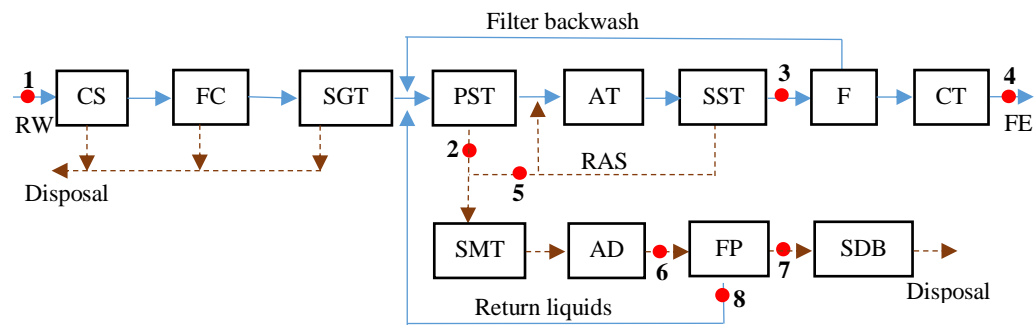 Filter backwash
1
CS
FC
SGT
PST
AT
SST
3
F
CT
4
RW
FE
2
RAS
5
Disposal
SMT
AD
6
FP
7
SDB
8
Disposal
Return liquids